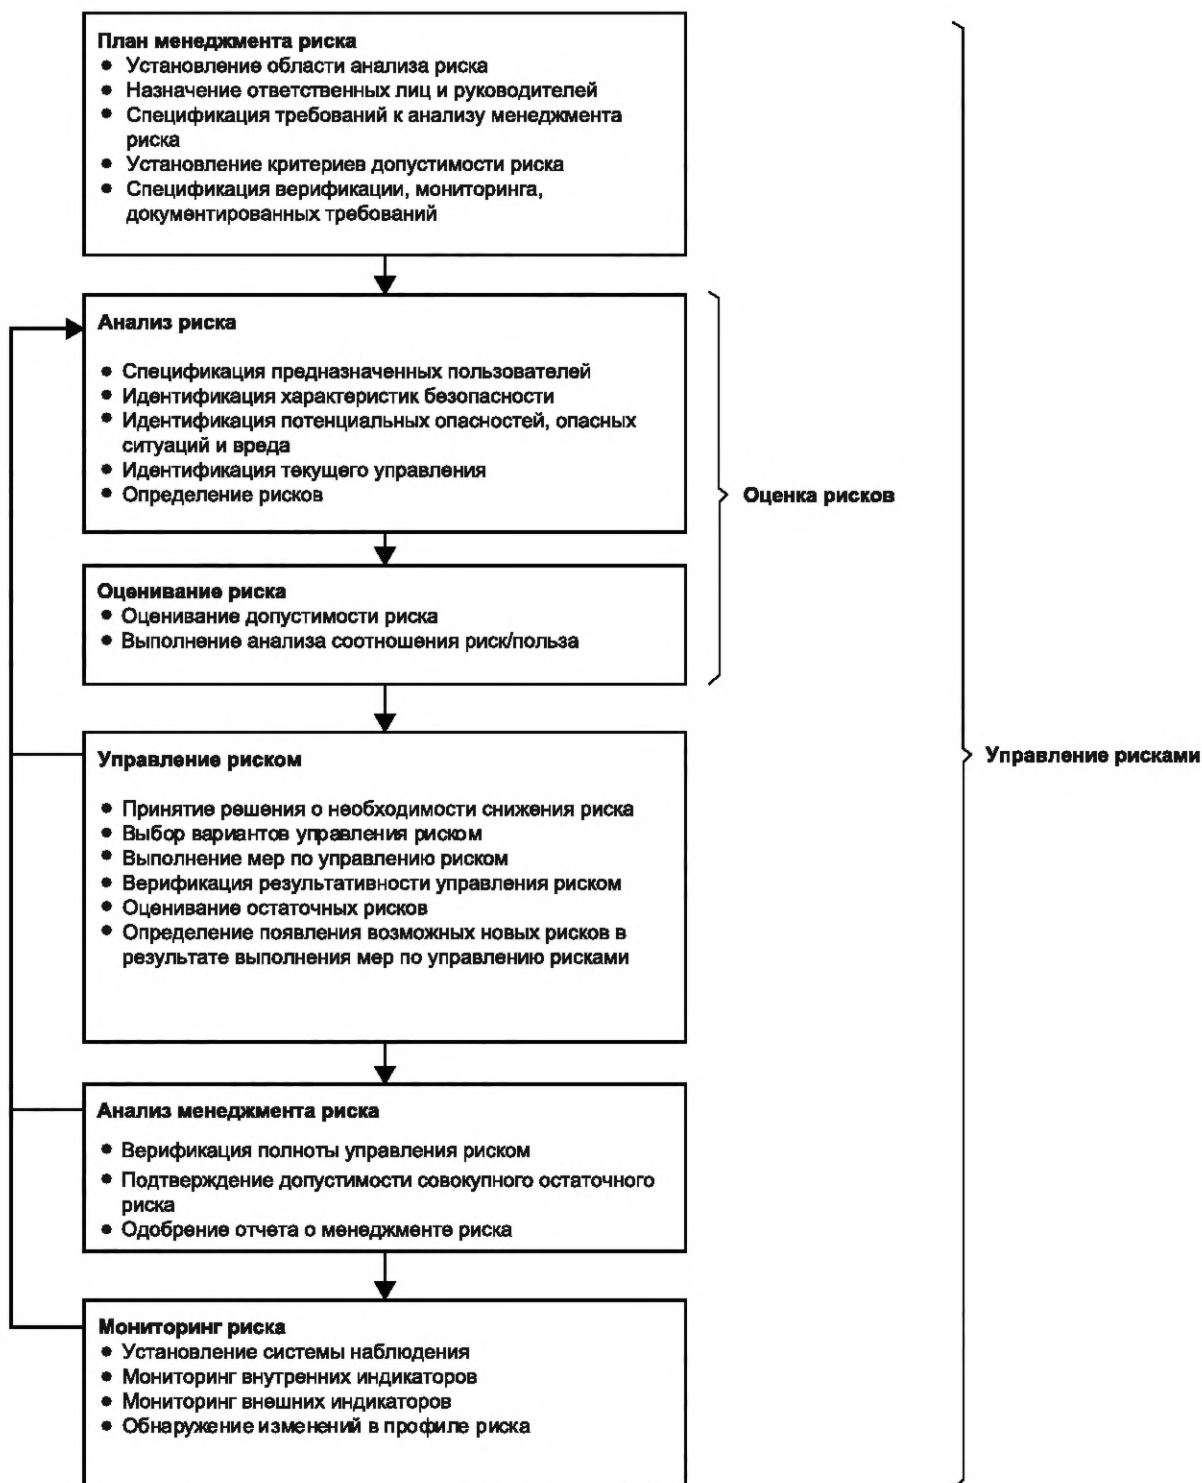 План менеджмента риска
● Установление области анализа риска
● Назначение ответственных лиц и руководителей
● Спецификация требований к анализу менеджмента
риска
● Установление критериев допустимости риска
● Спецификация верификации, мониторинга,
документированных требований
Анализ риска
● Спецификация предназначенных пользователей
● Идентификация характеристик безопасности
● Идентификация потенциальных опасностей, опасных
ситуаций и вреда
● Идентификация текущего управления
● Определение рисков
Оценка рисков
Оценивание риска
● Оценивание допустимости риска
● Выполнение анализа соотношения риск/польза
Управление риском
● Принятие решения о необходимости снижения риска
● Выбор вариантов управления риском
● Выполнение мер по управлению риском
● Верификация результативности управления риском
● Оценивание остаточных рисков
● Определение появления возможных новых рисков в
результате выполнения мер по управлению рисками
Управление рисками
Анализ менеджмента риска
● Верификация полноты управления риском
● Подтверждение допустимости совокупного остаточного
риска
● Одобрение отчета о менеджменте риска
Мониторинг риска
● Установление системы наблюдения
● Мониторинг внутренних индикаторов
● Мониторинг внешних индикаторов
● Обнаружение изменений в профиле риска